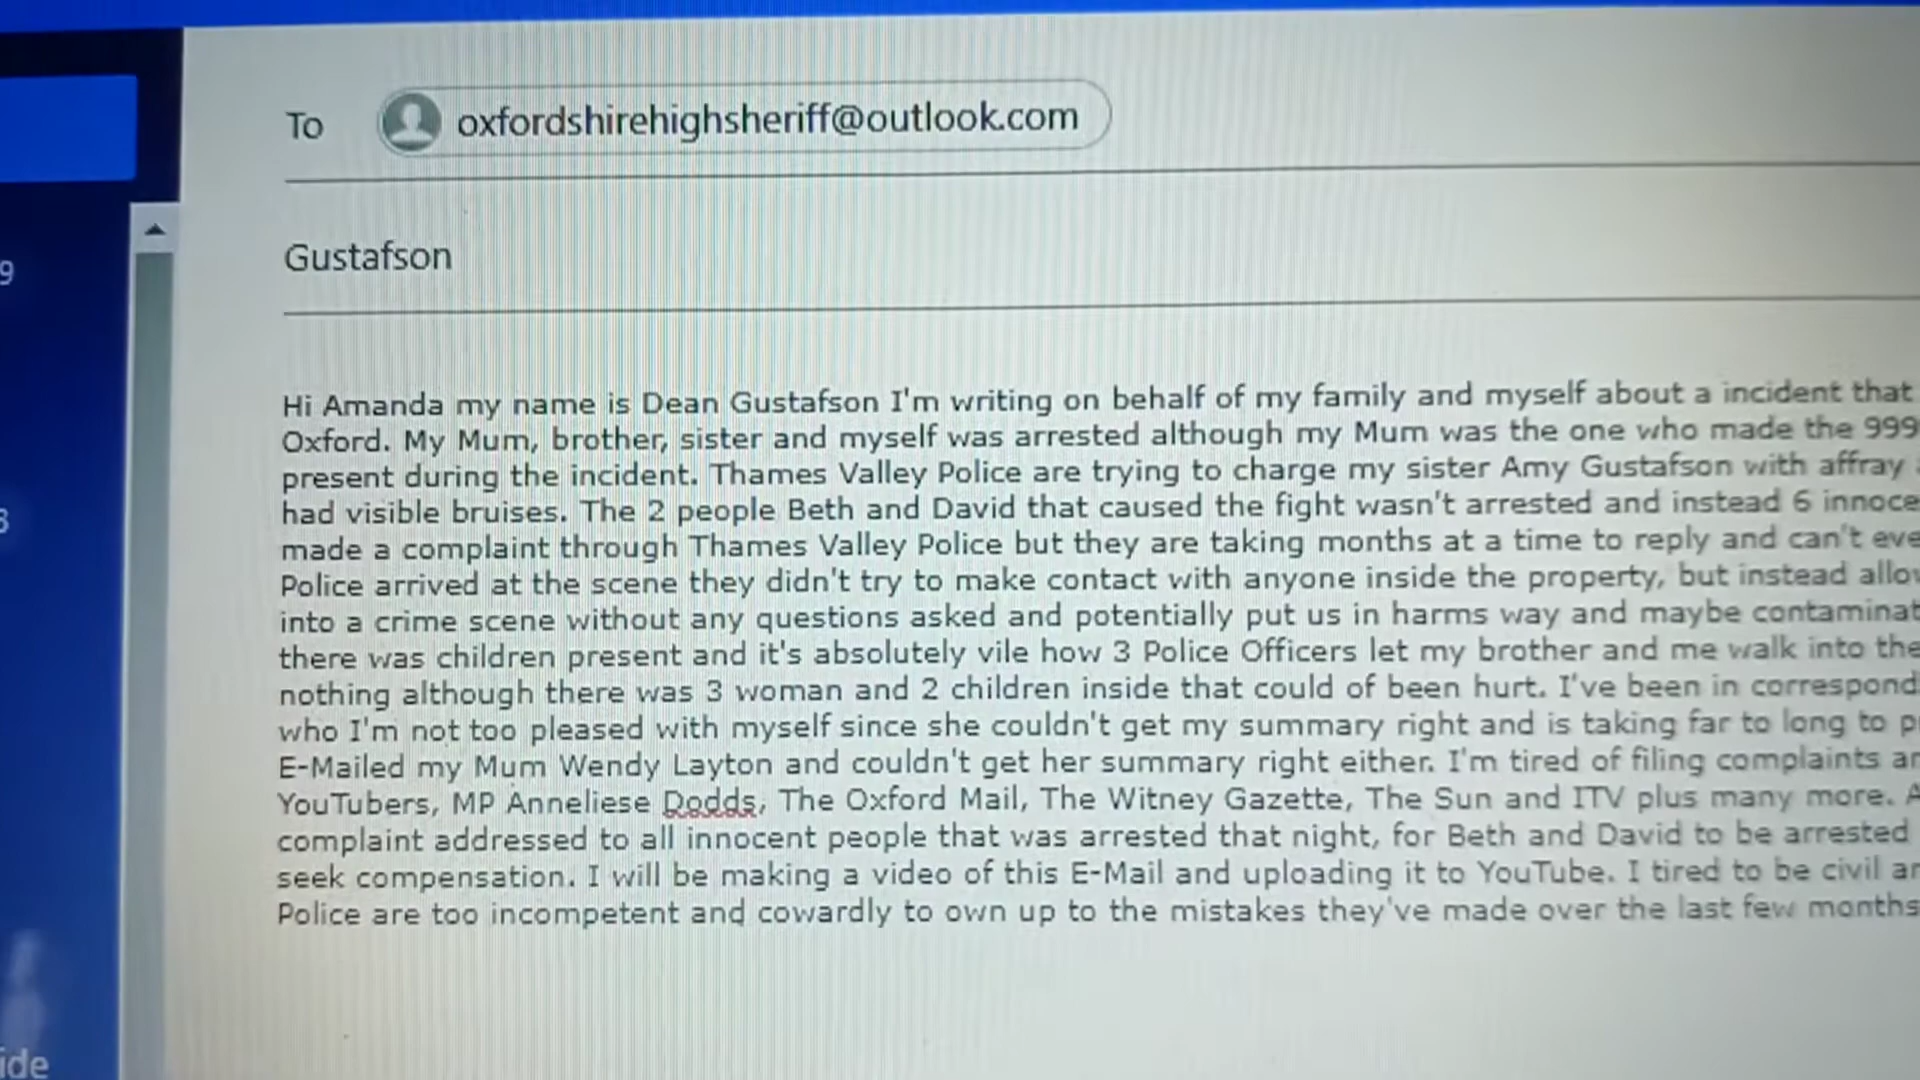 To oxfordshirehighsheriff@outlook.com
Gustafson
9
Hi Amanda my name is Dean Gustafson I'm writing on behalf of my family and myself about a incident that
Oxford. My Mum, brother, sister and myself was arrested although my Mum was the one who made the 999
present during the incident. Thames Valley Police are trying to charge my sister Amy Gustafson with affray
had visible bruises. The 2 people Beth and David that caused the fight wasn't arrested and instead 6 innoce
3
made a complaint through Thames Valley Police but they are taking months at a time to reply and can't eve
Police arrived at the scene they didn't try to make contact with anyone inside the property, but instead allow
into a crime scene without any questions asked and potentially put us in harms way and maybe contaminat
there was children present and it's absolutely vile how 3 Police Officers let my brother and me walk into the
nothing although there was 3 woman and 2 children inside that could of been hurt. I've been in correspond
who I'm not too pleased with myself since she couldn't get my summary right and is taking far to long to p
E-Mailed my Mum Wendy Layton and couldn't get her summary right either. I'm tired of filing complaints an
YouTubers, MP Anneliese Dodds, The Oxford Mail, The Witney Gazette, The Sun and ITV plus many more. A
complaint addressed to all innocent people that was arrested that night, for Beth and David to be arrested
seek compensation. I will be making a video of this E-Mail and uploading it to YouTube. I tired to be civil an
Police are too incompetent and cowardly to own up to the mistakes they've made over the last few months
ide